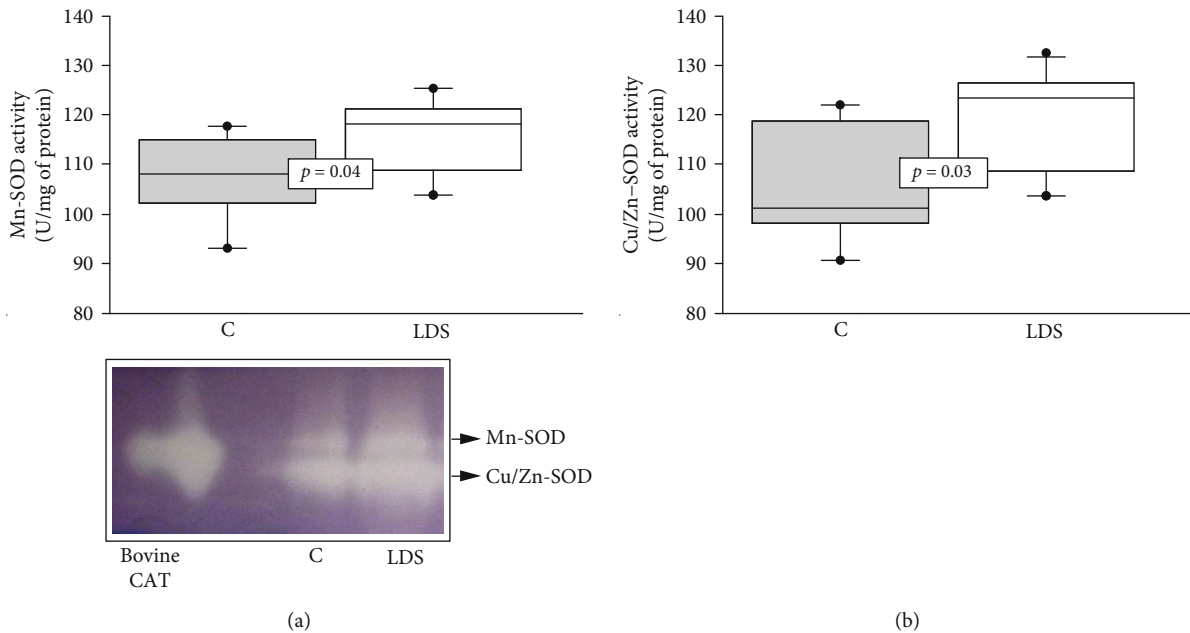 140
130
120
110
100
90
80
Mn-SOD activity
(U/mg of protein)
p = 0.04
C
LDS
140
130
120
110
100
90
80
Cu/Zn–SOD activity
(U/mg of protein)
p = 0.03
C
LDS
Mn-SOD
Cu/Zn-SOD
Bovine
CAT
C
LDS
(a)
(b)